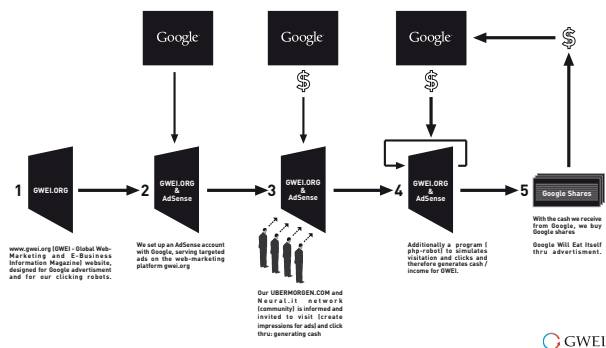 Google
Google
Google
$
$
$
1
GWEI.ORG
2
GWEI.ORG
&
AdSense
3
GWEI.ORG
&
AdSense
4
GWEI.ORG
&
AdSense
5
Google Shares
www.gwei.org (GWEI - Global Web-
Marketing and E-Business
Information Magazine) website,
designed for Google advertisment
and for our clicking robots.
We set up an AdSense account
with Google, serving targeted
ads on the web-marketing
platform gwei.org
Our UBERMORGEN.COM and
Neural.it network
(community) is informed and
invited to visit (create
impressions for ads) and click
thru: generating cash
Additionally a program (
php-robot) to simulates
visitation and clicks and
therefore generates cash /
income for GWEI.
With the cash we receive
from Google, we buy
Google shares
Google Will Eat Itself
thru advertisment.
GWEI